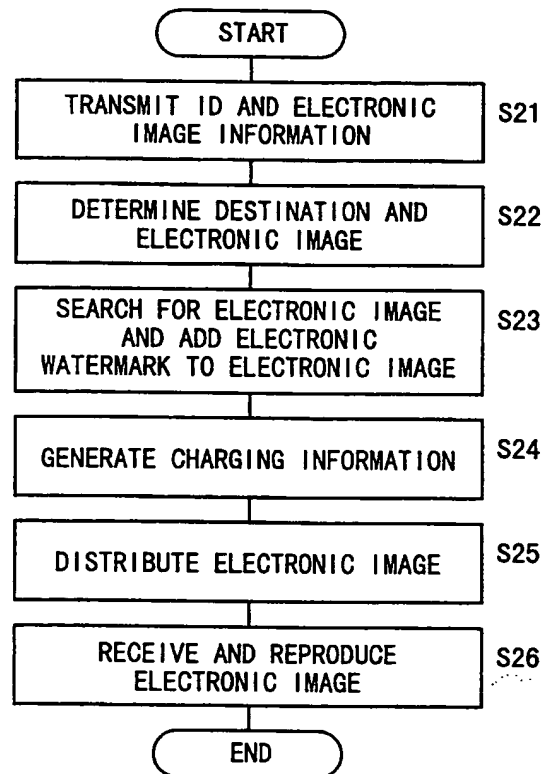 START
TRANSMIT ID AND ELECTRONIC
IMAGE INFORMATION
S21
DETERMINE DESTINATION AND
ELECTRONIC IMAGE
S22
SEARCH FOR ELECTRONIC IMAGE
AND ADD ELECTRONIC
WATERMARK TO ELECTRONIC IMAGE
S23
GENERATE CHARGING INFORMATION
S24
DISTRIBUTE ELECTRONIC IMAGE
S25
RECEIVE AND REPRODUCE
ELECTRONIC IMAGE
S26
END